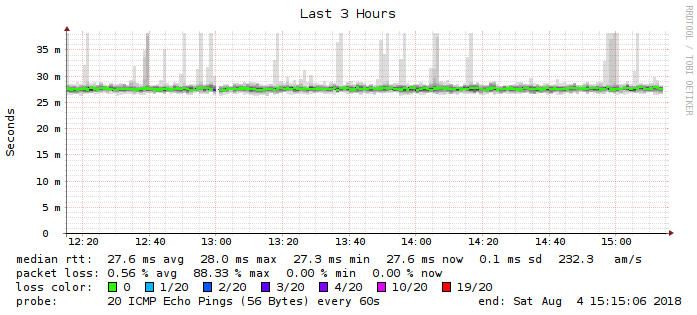 Last 3 Hours
RRDTOOL / TOBI OETIKER
Seconds
35 m
30 m
25 m
20 m
15 m
10 m
5 m
0
12:20 12:40 13:00 13:20 13:40 14:00 14:20 14:40 15:00
median rtt: 27.6 ms avg 28.0 ms max 27.3 ms min 27.6 ms now 0.1 ms sd 232.3 am/s
packet loss: 0.56 % avg 88.33 % max 0.00 % min 0.00 % now
loss color: 0 1/20 2/20 3/20 4/20 10/20 19/20
probe: 20 ICMP Echo Pings (56 Bytes) every 60s end: Sat Aug 4 15:15:06 2018